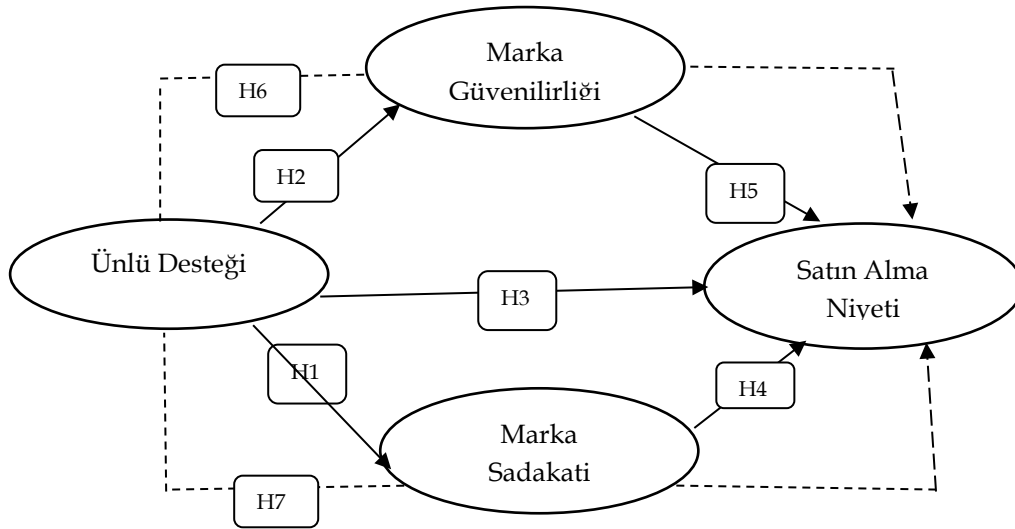 Marka
Güvenilirliği
H6
H2
H5
Ünlü Desteği
Satın Alma
Niyeti
H3
H1
H4
Marka
Sadakati
H7